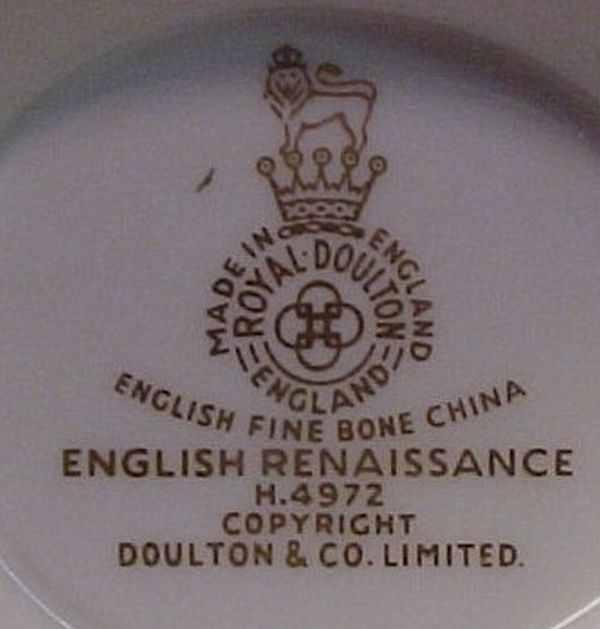 MADE IN ENGLAND
ROYAL·DOULTON
ENGLAND
ENGLISH FINE BONE CHINA
ENGLISH RENAISSANCE
H.4972
COPYRIGHT
DOULTON & CO. LIMITED.